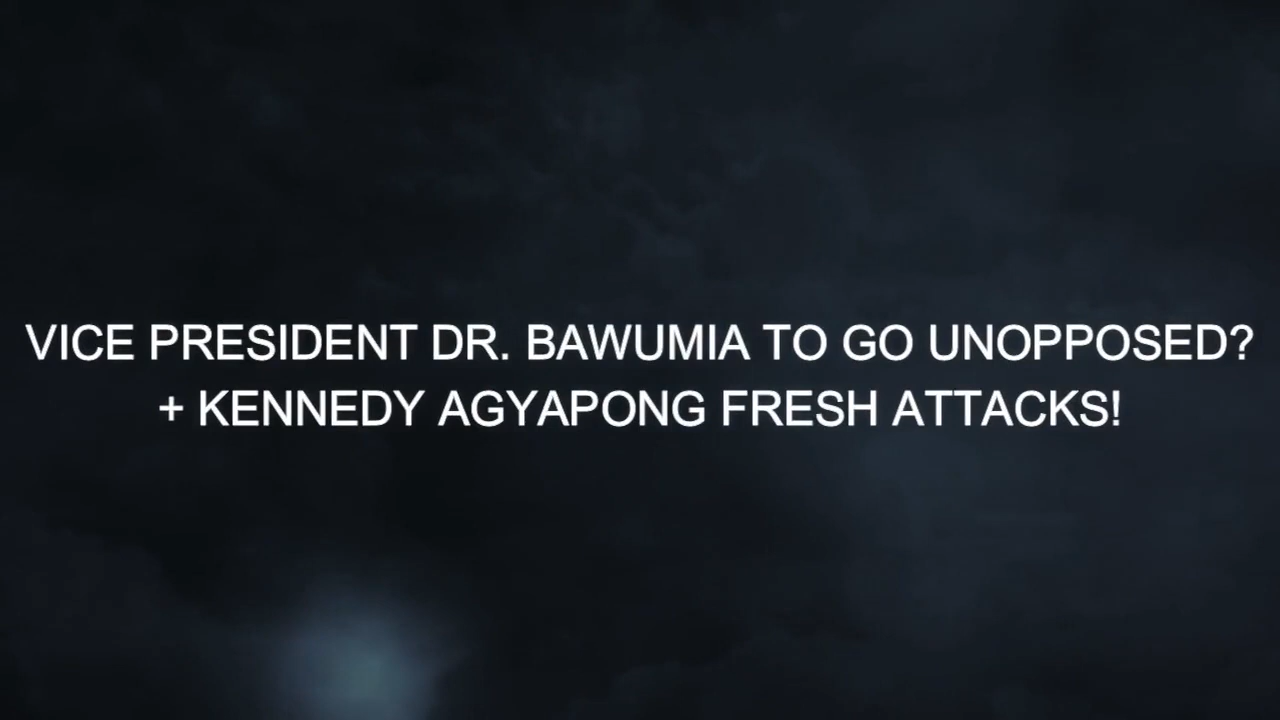 VICE PRESIDENT DR. BAWUMIA TO GO UNOPPOSED?
+ KENNEDY AGYAPONG FRESH ATTACKS!